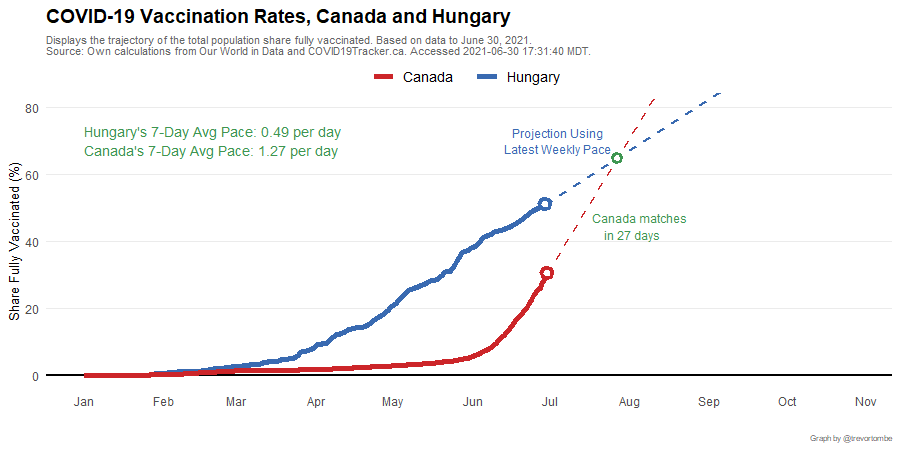 COVID-19 Vaccination Rates, Canada and Hungary
Displays the trajectory of the total population share fully vaccinated. Based on data to June 30, 2021.
Source: Own calculations from Our World in Data and COVID19Tracker.ca. Accessed 2021-06-30 17:31:40 MDT.
Canada
Hungary
Hungary's 7-Day Avg Pace: 0.49 per day
Canada's 7-Day Avg Pace: 1.27 per day
Projection Using
Latest Weekly Pace
Canada matches
in 27 days
Share Fully Vaccinated (%)
80
60
40
20
0
Jan
Feb
Mar
Apr
May
Jun
Jul
Aug
Sep
Oct
Nov
Graph by @trevortombe